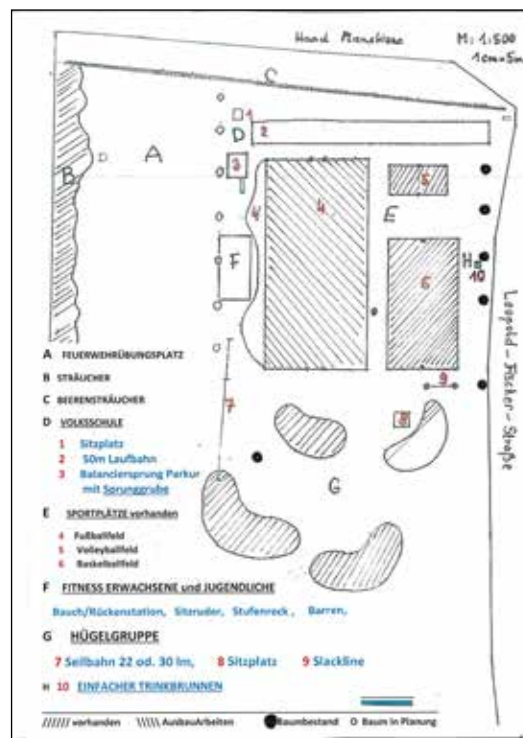 M: 1:500
1cm=5m
C
1
D
2
A
3
B
5
4
4
E
F
H
10
6
Leopold-Fischer-Straße
9
7
8
G
A FEUERWEHRÜBUNGSPLATZ
B STRÄUCHER
C BEERENSTRÄUCHER
D VOLKSSCHULE
1 Sitzplatz
2 50m Laufbahn
3 Balanciersprung Parkur
mit Sprunggrube
E SPORTPLÄTZE vorhanden
4 Fußballfeld
5 Volleyballfeld
6 Basketballfeld
F FITNESS ERWACHSENE und JUGENDLICHE
Bauch/Rückenstation, Sitzruder, Stufenreck, Barren,
G HÜGELGRUPPE
7 Seilbahn 22 od. 30 lm, 8 Sitzplatz 9 Slackline
H 10 EINFACHER TRINKBRUNNEN
////// vorhanden \\\\\ AusbauArbeiten Baumbestand O Baum in Planung